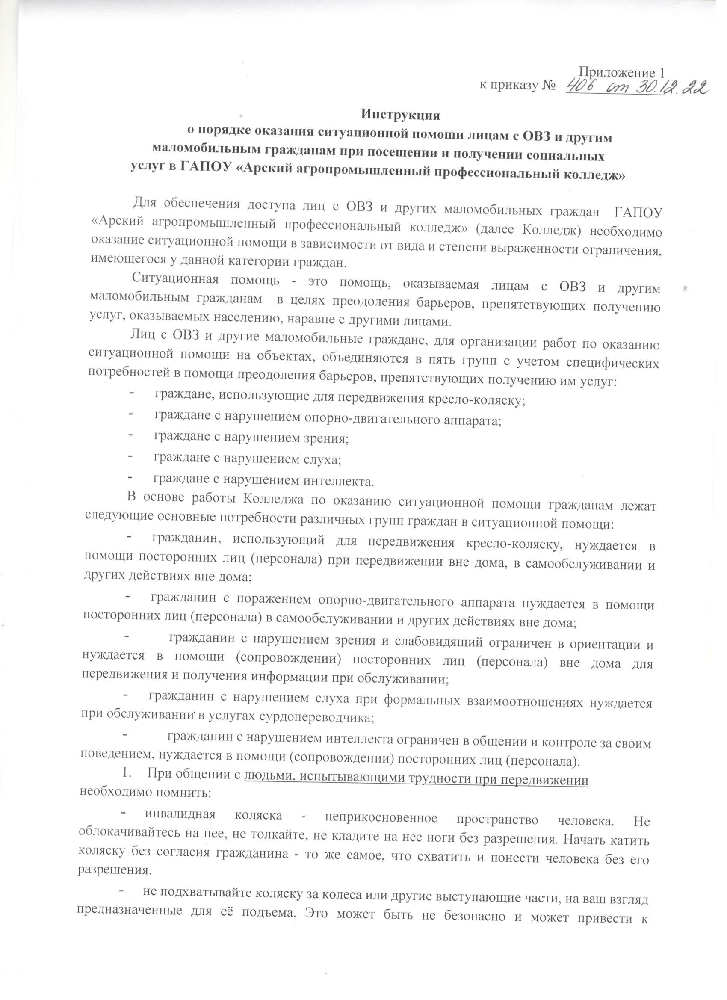 Приложение 1
к приказу № 406 от 30.12.22
Инструкция
о порядке оказания ситуационной помощи лицам с ОВЗ и другим
маломобильным гражданам при посещении и получении социальных
услуг в ГАПОУ «Арский агропромышленный профессиональный колледж»
Для обеспечения доступа лиц с ОВЗ и других маломобильных граждан ГАПОУ
«Арский агропромышленный профессиональный колледж» (далее Колледж) необходимо
оказание ситуационной помощи в зависимости от вида и степени выраженности ограничения,
имеющегося у данной категории граждан.
Ситуационная помощь - это помощь, оказываемая лицам с ОВЗ и другим
маломобильным гражданам в целях преодоления барьеров, препятствующих получению
услуг, оказываемых населению, наравне с другими лицами.
Лиц с ОВЗ и другие маломобильные граждане, для организации работ по оказанию
ситуационной помощи на объектах, объединяются в пять групп с учетом специфических
потребностей в помощи преодоления барьеров, препятствующих получению им услуг:
- граждане, использующие для передвижения кресло-коляску;
- граждане с нарушением опорно-двигательного аппарата;
- граждане с нарушением зрения;
- граждане с нарушением слуха;
- граждане с нарушением интеллекта.
В основе работы Колледжа по оказанию ситуационной помощи гражданам лежат
следующие основные потребности различных групп граждан в ситуационной помощи:
- гражданин, использующий для передвижения кресло-коляску, нуждается в
помощи посторонних лиц (персонала) при передвижении вне дома, в самообслуживании и
других действиях вне дома;
- гражданин с поражением опорно-двигательного аппарата нуждается в помощи
посторонних лиц (персонала) в самообслуживании и других действиях вне дома;
- гражданин с нарушением зрения и слабовидящий ограничен в ориентации и
нуждается в помощи (сопровождении) посторонних лиц (персонала) вне дома для
передвижения и получения информации при обслуживании;
- гражданин с нарушением слуха при формальных взаимоотношениях нуждается
при обслуживании в услугах сурдопереводчика;
- гражданин с нарушением интеллекта ограничен в общении и контроле за своим
поведением, нуждается в помощи (сопровождении) посторонних лиц (персонала).
1. При общении с людьми, испытывающими трудности при передвижении
необходимо помнить:
- инвалидная коляска - неприкосновенное пространство человека. Не
облокачивайтесь на нее, не толкайте, не кладите на нее ноги без разрешения. Начать катить
коляску без согласия гражданина - то же самое, что схватить и понести человека без его
разрешения.
- не подхватывайте коляску за колеса или другие выступающие части, на ваш взгляд
предназначенные для её подъема. Это может быть не безопасно и может привести к